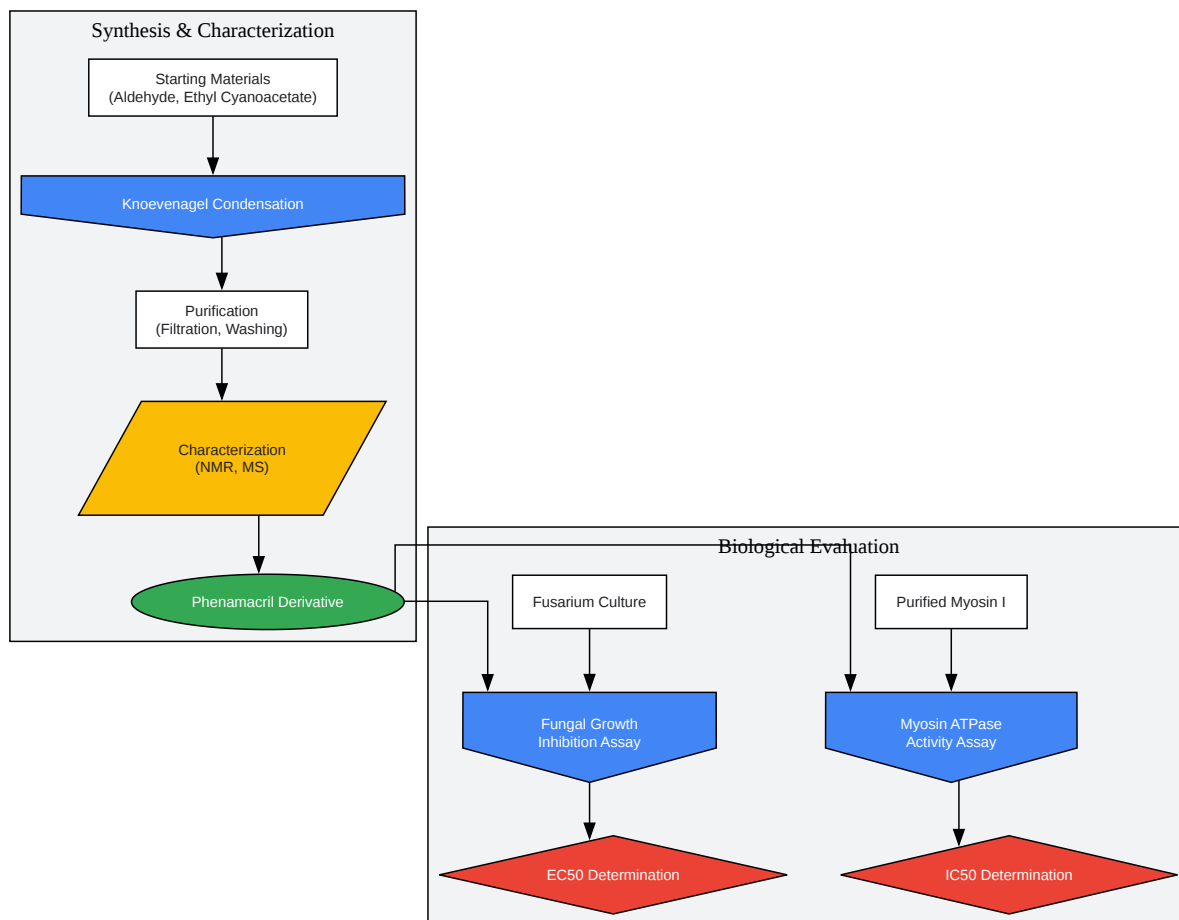 Synthesis & Characterization
Starting Materials
(Aldehyde, Ethyl Cyanoacetate)
Knoevenagel Condensation
Purification
(Filtration, Washing)
Characterization
(NMR, MS)
Phenamacril Derivative
Biological Evaluation
Fusarium Culture
Purified Myosin I
Fungal Growth
Inhibition Assay
Myosin ATPase
Activity Assay
EC50 Determination
IC50 Determination